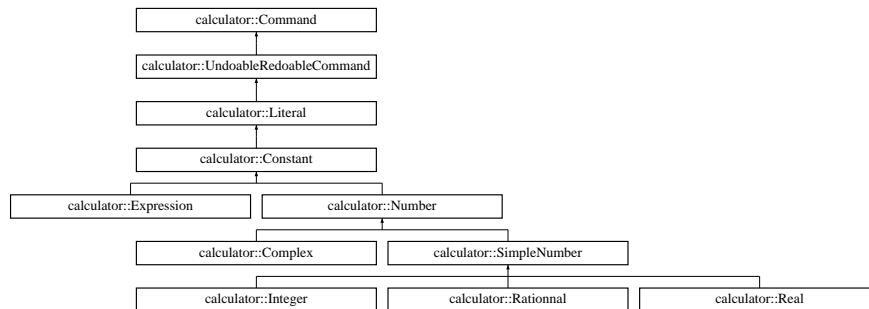 calculator::Command
calculator::UndoableRedoableCommand
calculator::Literal
calculator::Constant
calculator::Expression
calculator::Number
calculator::Complex
calculator::SimpleNumber
calculator::Integer
calculator::Rationnal
calculator::Real